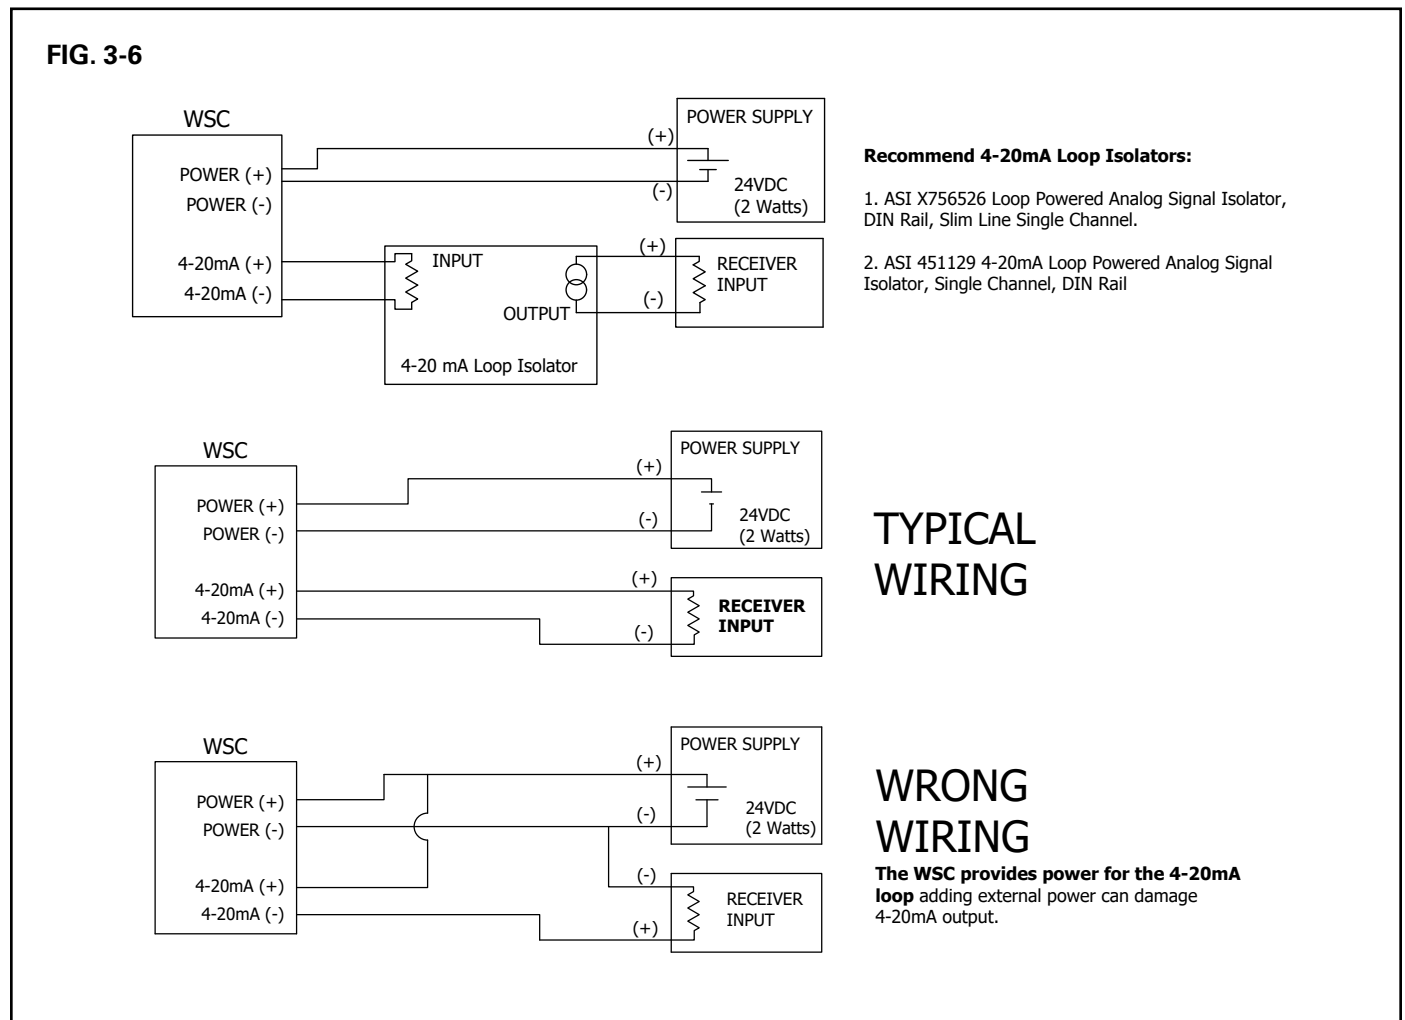 FIG. 3-6
WSC
POWER (+)
POWER (-)
4-20mA (+)
4-20mA (-)
(+)
(-)
POWER SUPPLY
24VDC
(2 Watts)
INPUT
OUTPUT
4-20 mA Loop Isolator
(+)
(-)
RECEIVER
INPUT
Recommend 4-20mA Loop Isolators:
1. ASI X756526 Loop Powered Analog Signal Isolator,
DIN Rail, Slim Line Single Channel.
2. ASI 451129 4-20mA Loop Powered Analog Signal
Isolator, Single Channel, DIN Rail
WSC
POWER (+)
POWER (-)
4-20mA (+)
4-20mA (-)
(+)
(-)
POWER SUPPLY
24VDC
(2 Watts)
(+)
(-)
RECEIVER
INPUT
TYPICAL
WIRING
WSC
POWER (+)
POWER (-)
4-20mA (+)
4-20mA (-)
(+)
(-)
POWER SUPPLY
24VDC
(2 Watts)
(-)
(+)
RECEIVER
INPUT
WRONG
WIRING
The WSC provides power for the 4-20mA
loop adding external power can damage
4-20mA output.